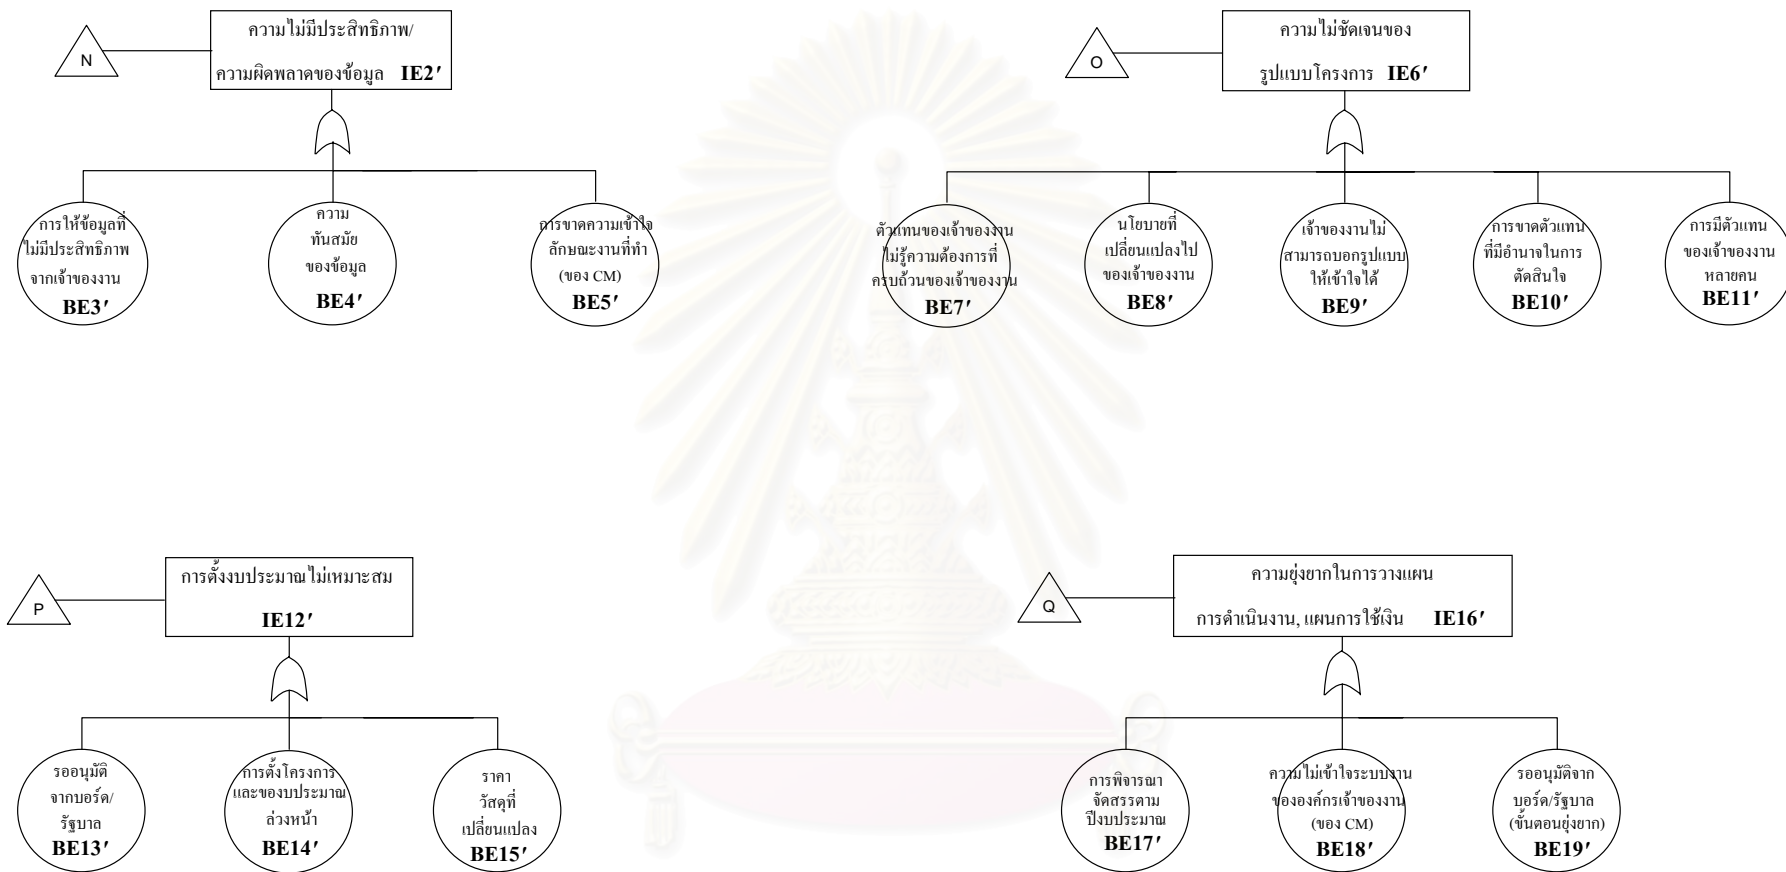 N
ความไม่มีประสิทธิภาพ/
ความผิดพลาดของข้อมูล IE2′
การให้ข้อมูลที่
ไม่มีประสิทธิภาพ
จากเจ้าของงาน
BE3′
ความ
ทันสมัย
ของข้อมูล
BE4′
การขาดความเข้าใจ
ลักษณะงานที่ทำ
(ของ CM)
BE5′
O
ความไม่ชัดเจนของ
รูปแบบโครงการ IE6′
ตัวแทนของเจ้าของงาน
ไม่รู้ความต้องการที่
ครบถ้วนของเจ้าของงาน
BE7′
นโยบายที่
เปลี่ยนแปลงไป
ของเจ้าของงาน
BE8′
เจ้าของงานไม่
สามารถบอกรูปแบบ
ให้เข้าใจได้
BE9′
การขาดตัวแทน
ที่มีอำนาจในการ
ตัดสินใจ
BE10′
การมีตัวแทน
ของเจ้าของงาน
หลายคน
BE11′
P
การตั้งงบประมาณไม่เหมาะสม
IE12′
รออนุมัติ
จากบอร์ด/
รัฐบาล
BE13′
การตั้งโครงการ
และของบประมาณ
ล่วงหน้า
BE14′
ราคา
วัสดุที่
เปลี่ยนแปลง
BE15′
Q
ความยุ่งยากในการวางแผน
การดำเนินงาน, แผนการใช้เงิน IE16′
การพิจารณา
จัดสรรตาม
ปีงบประมาณ
BE17′
ความไม่เข้าใจระบบงาน
ขององค์กรเจ้าของงาน
(ของ CM)
BE18′
รออนุมัติจาก
บอร์ด/รัฐบาล
(ขั้นตอนยุ่งยาก)
BE19′